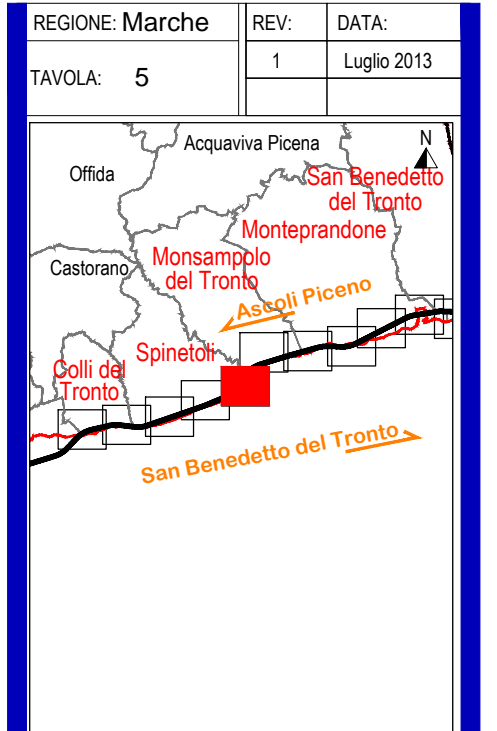 REGIONE: Marche
REV:
DATA:
1
Luglio 2013
TAVOLA: 5
Acquaviva Picena
N
Offida
San Benedetto
del Tronto
Monteprandone
Monsampolo
del Tronto
Castorano
Ascoli Piceno
Spinetoli
Colli del
Tronto
San Benedetto del Tronto